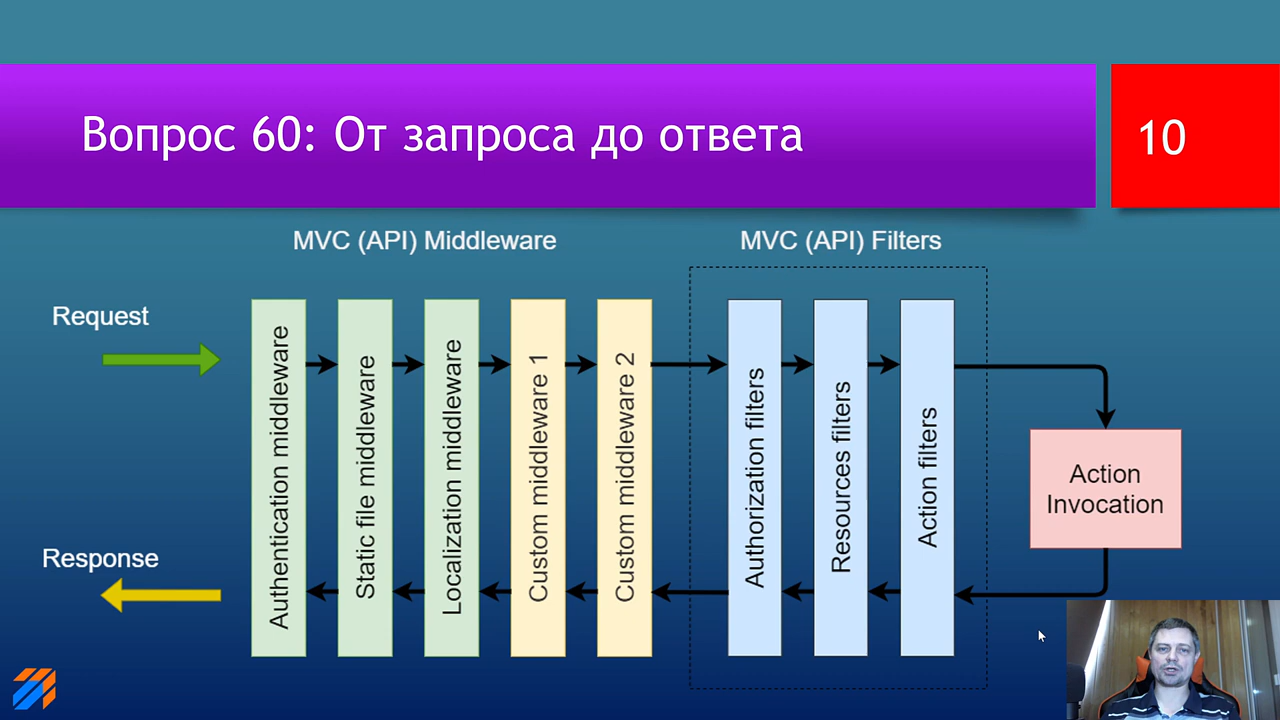 Вопрос 60: От запроса до ответа
10
MVC (API) Middleware
MVC (API) Filters
Request
Response
Authentication middleware
Static file middleware
Localization middleware
Custom middleware 1
Custom middleware 2
Authorization filters
Resources filters
Action filters
Action
Invocation